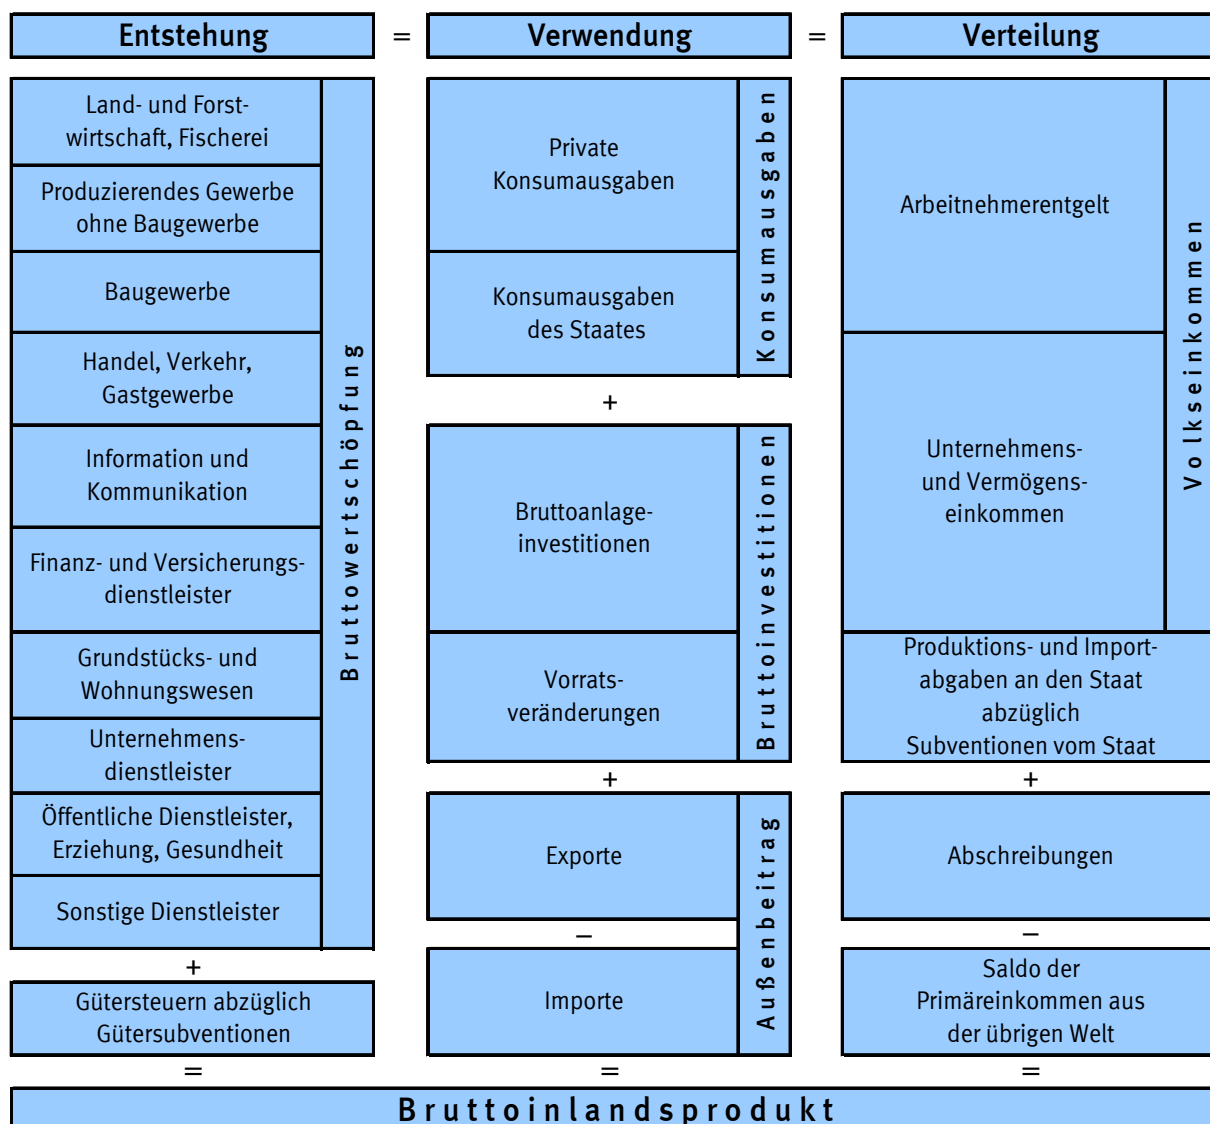 Entstehung = Verwendung = Verteilung
Land- und Forst-
wirtschaft, Fischerei
Produzierendes Gewerbe
ohne Baugewerbe
Baugewerbe
Handel, Verkehr,
Gastgewerbe
Information und
Kommunikation
Finanz- und Versicherungs-
dienstleister
Grundstücks- und
Wohnungswesen
Unternehmens-
dienstleister
Öffentliche Dienstleister,
Erziehung, Gesundheit
Sonstige Dienstleister
Bruttowertschöpfung
+
Gütersteuern abzüglich
Gütersubventionen
=
Private
Konsumausgaben
Konsumausgaben
des Staates
Konsumausgaben
+
Bruttoanlage-
investitionen
Vorrats-
veränderungen
Bruttoinvestitionen
+
Exporte
–
Importe
Außenbeitrag
=
Arbeitnehmerentgelt
Unternehmens-
und Vermögens-
einkommen
Volkseinkommen
Produktions- und Import-
abgaben an den Staat
abzüglich
Subventionen vom Staat
+
Abschreibungen
–
Saldo der
Primäreinkommen aus
der übrigen Welt
=
Bruttoinlandsprodukt